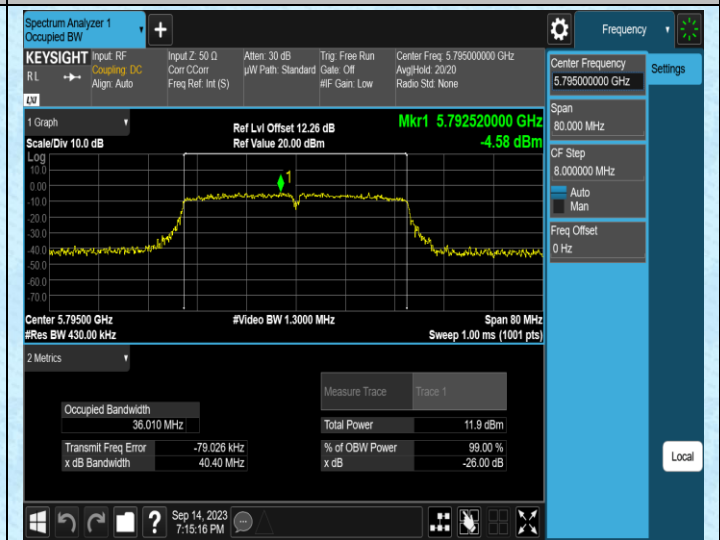 Spectrum Analyzer 1
Occupied BW
+
Frequency
KEYSIGHT
RL
LXI
Input: RF
Coupling: DC
Align: Auto
Input Z: 50 Ω
Corr CCorr
Freq Ref: Int (S)
Atten: 30 dB
µW Path: Standard
Trig: Free Run
Gate: Off
#IF Gain: Low
Center Freq: 5.795000000 GHz
Avg|Hold: 20/20
Radio Std: None
Center Frequency
5.795000000 GHz
Settings
Span
80.000 MHz
CF Step
8.000000 MHz
Auto
Man
Freq Offset
0 Hz
Local
1 Graph
Scale/Div 10.0 dB
Ref Lvl Offset 12.26 dB
Ref Value 20.00 dBm
Mkr1 5.792520000 GHz
-4.58 dBm
Log
10.0
0.00
-10.0
-20.0
-30.0
-40.0
-50.0
-60.0
-70.0
1
Center 5.79500 GHz
#Res BW 430.00 kHz
#Video BW 1.3000 MHz
Span 80 MHz
Sweep 1.00 ms (1001 pts)
2 Metrics
Measure Trace Trace 1
Occupied Bandwidth
36.010 MHz
Total Power 11.9 dBm
Transmit Freq Error -79.026 kHz
% of OBW Power 99.00 %
x dB Bandwidth 40.40 MHz
x dB -26.00 dB
?
Sep 14, 2023
7:15:16 PM